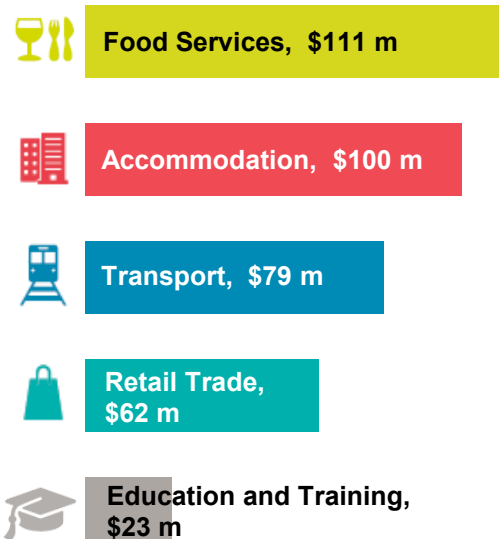 Food Services, $111 m
Accommodation, $100 m
Transport, $79 m
Retail Trade,
$62 m
Education and Training,
$23 m